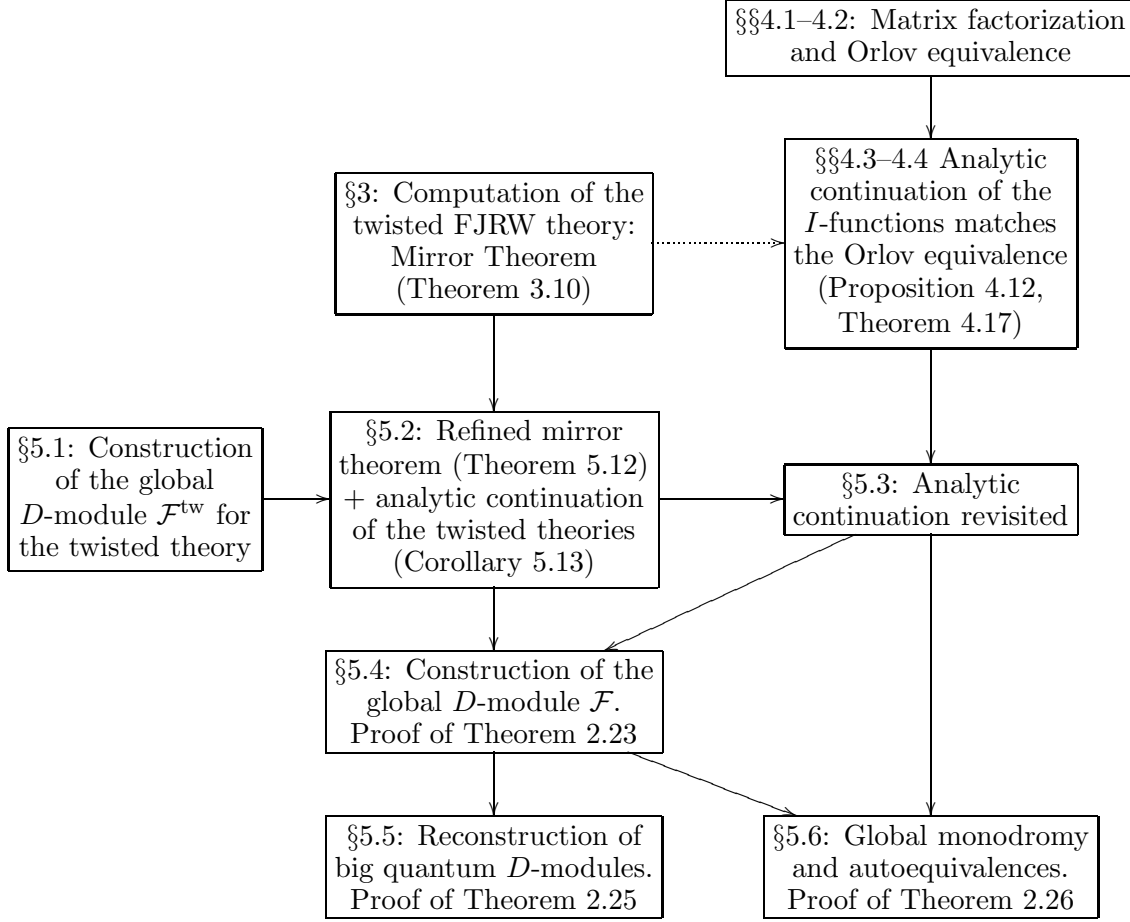 §§4.1–4.2: Matrix factorization
and Orlov equivalence
§§4.3–4.4 Analytic
continuation of the
I-functions matches
the Orlov equivalence
(Proposition 4.12,
Theorem 4.17)
§3: Computation of the
twisted FJRW theory:
Mirror Theorem
(Theorem 3.10)
§5.1: Construction
of the global
D-module 𝓕^tw for
the twisted theory
§5.2: Refined mirror
theorem (Theorem 5.12)
+ analytic continuation
of the twisted theories
(Corollary 5.13)
§5.3: Analytic
continuation revisited
§5.4: Construction of the
global D-module 𝓕.
Proof of Theorem 2.23
§5.5: Reconstruction of
big quantum D-modules.
Proof of Theorem 2.25
§5.6: Global monodromy
and autoequivalences.
Proof of Theorem 2.26